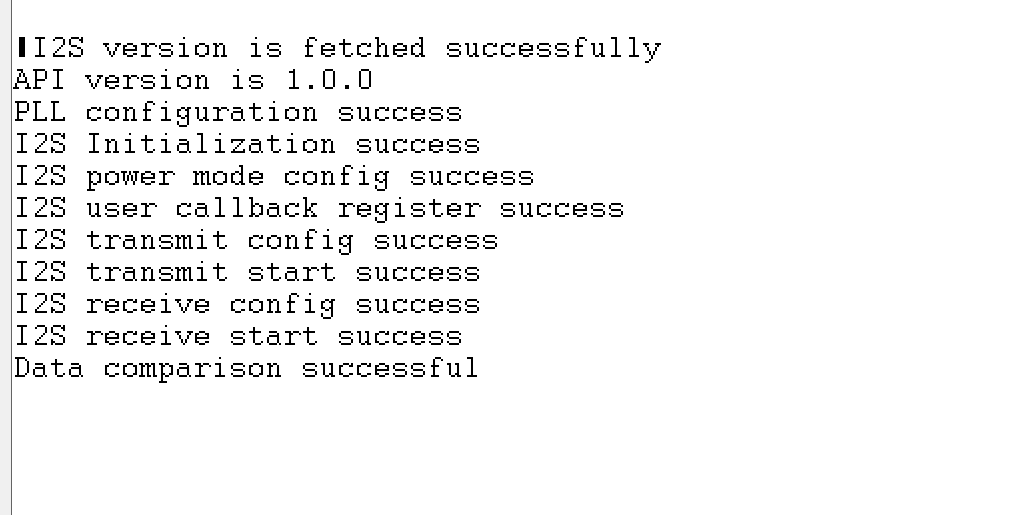 I2S version is fetched successfully
API version is 1.0.0
PLL configuration success
I2S Initialization success
I2S power mode config success
I2S user callback register success
I2S transmit config success
I2S transmit start success
I2S receive config success
I2S receive start success
Data comparison successful